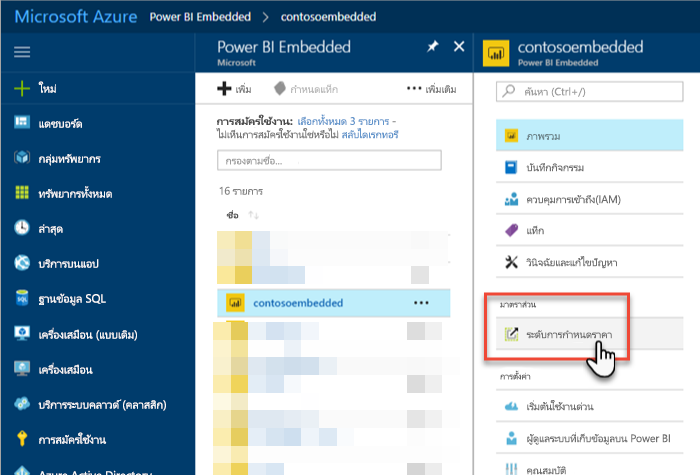 Microsoft Azure Power BI Embedded > contosoembedded
ใหม่
แดชบอร์ด
กลุ่มทรัพยากร
ทรัพยากรทั้งหมด
ล่าสุด
บริการบนแอป
ฐานข้อมูล SQL
เครื่องเสมือน (แบบเดิม)
เครื่องเสมือน
บริการระบบคลาวด์ (คลาสสิก)
การสมัครใช้งาน
Azure Active Directory
Power BI Embedded
Microsoft
เพิ่ม กำหนดแท็ก ••• เพิ่มเติม
การสมัครใช้งาน: เลือกทั้งหมด 3 รายการ –
ไม่เห็นการสมัครใช้งานใช่หรือไม่ สลับไดเรกทอรี
กรองตามชื่อ...
16 รายการ
ชื่อ
contosoembedded •••
contosoembedded
Power BI Embedded
ค้นหา (Ctrl+/)
ภาพรวม
บันทึกกิจกรรม
ควบคุมการเข้าถึง(IAM)
แท็ก
วินิจฉัยและแก้ไขปัญหา
มาตราส่วน
ระดับการกำหนดราคา
การตั้งค่า
เริ่มต้นใช้งานด่วน
ผู้ดูแลระบบที่เก็บข้อมูลบน Power BI
คุณสมบัติ